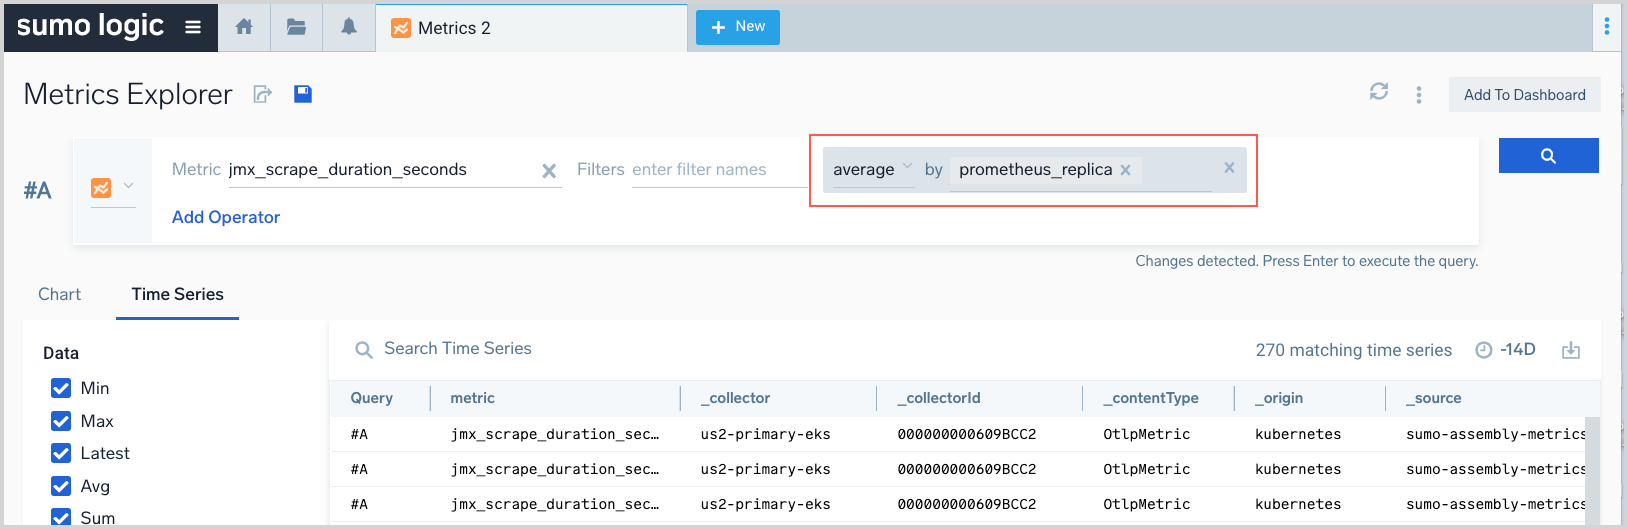 sumo logic
Metrics 2
New
Metrics Explorer
Add To Dashboard
#A
Metric jmx_scrape_duration_seconds Filters enter filter names average by prometheus_replica
Add Operator
Changes detected. Press Enter to execute the query.
Chart Time Series
Data
Min
Max
Latest
Avg
Sum
Search Time Series 270 matching time series -14D
Query metric _collector _collectorId _contentType _origin _source
#A jmx_scrape_duration_sec… us2-primary-eks 000000000609BCC2 OtlpMetric kubernetes sumo-assembly-metrics
#A jmx_scrape_duration_sec… us2-primary-eks 000000000609BCC2 OtlpMetric kubernetes sumo-assembly-metrics
#A jmx_scrape_duration_sec… us2-primary-eks 000000000609BCC2 OtlpMetric kubernetes sumo-assembly-metrics